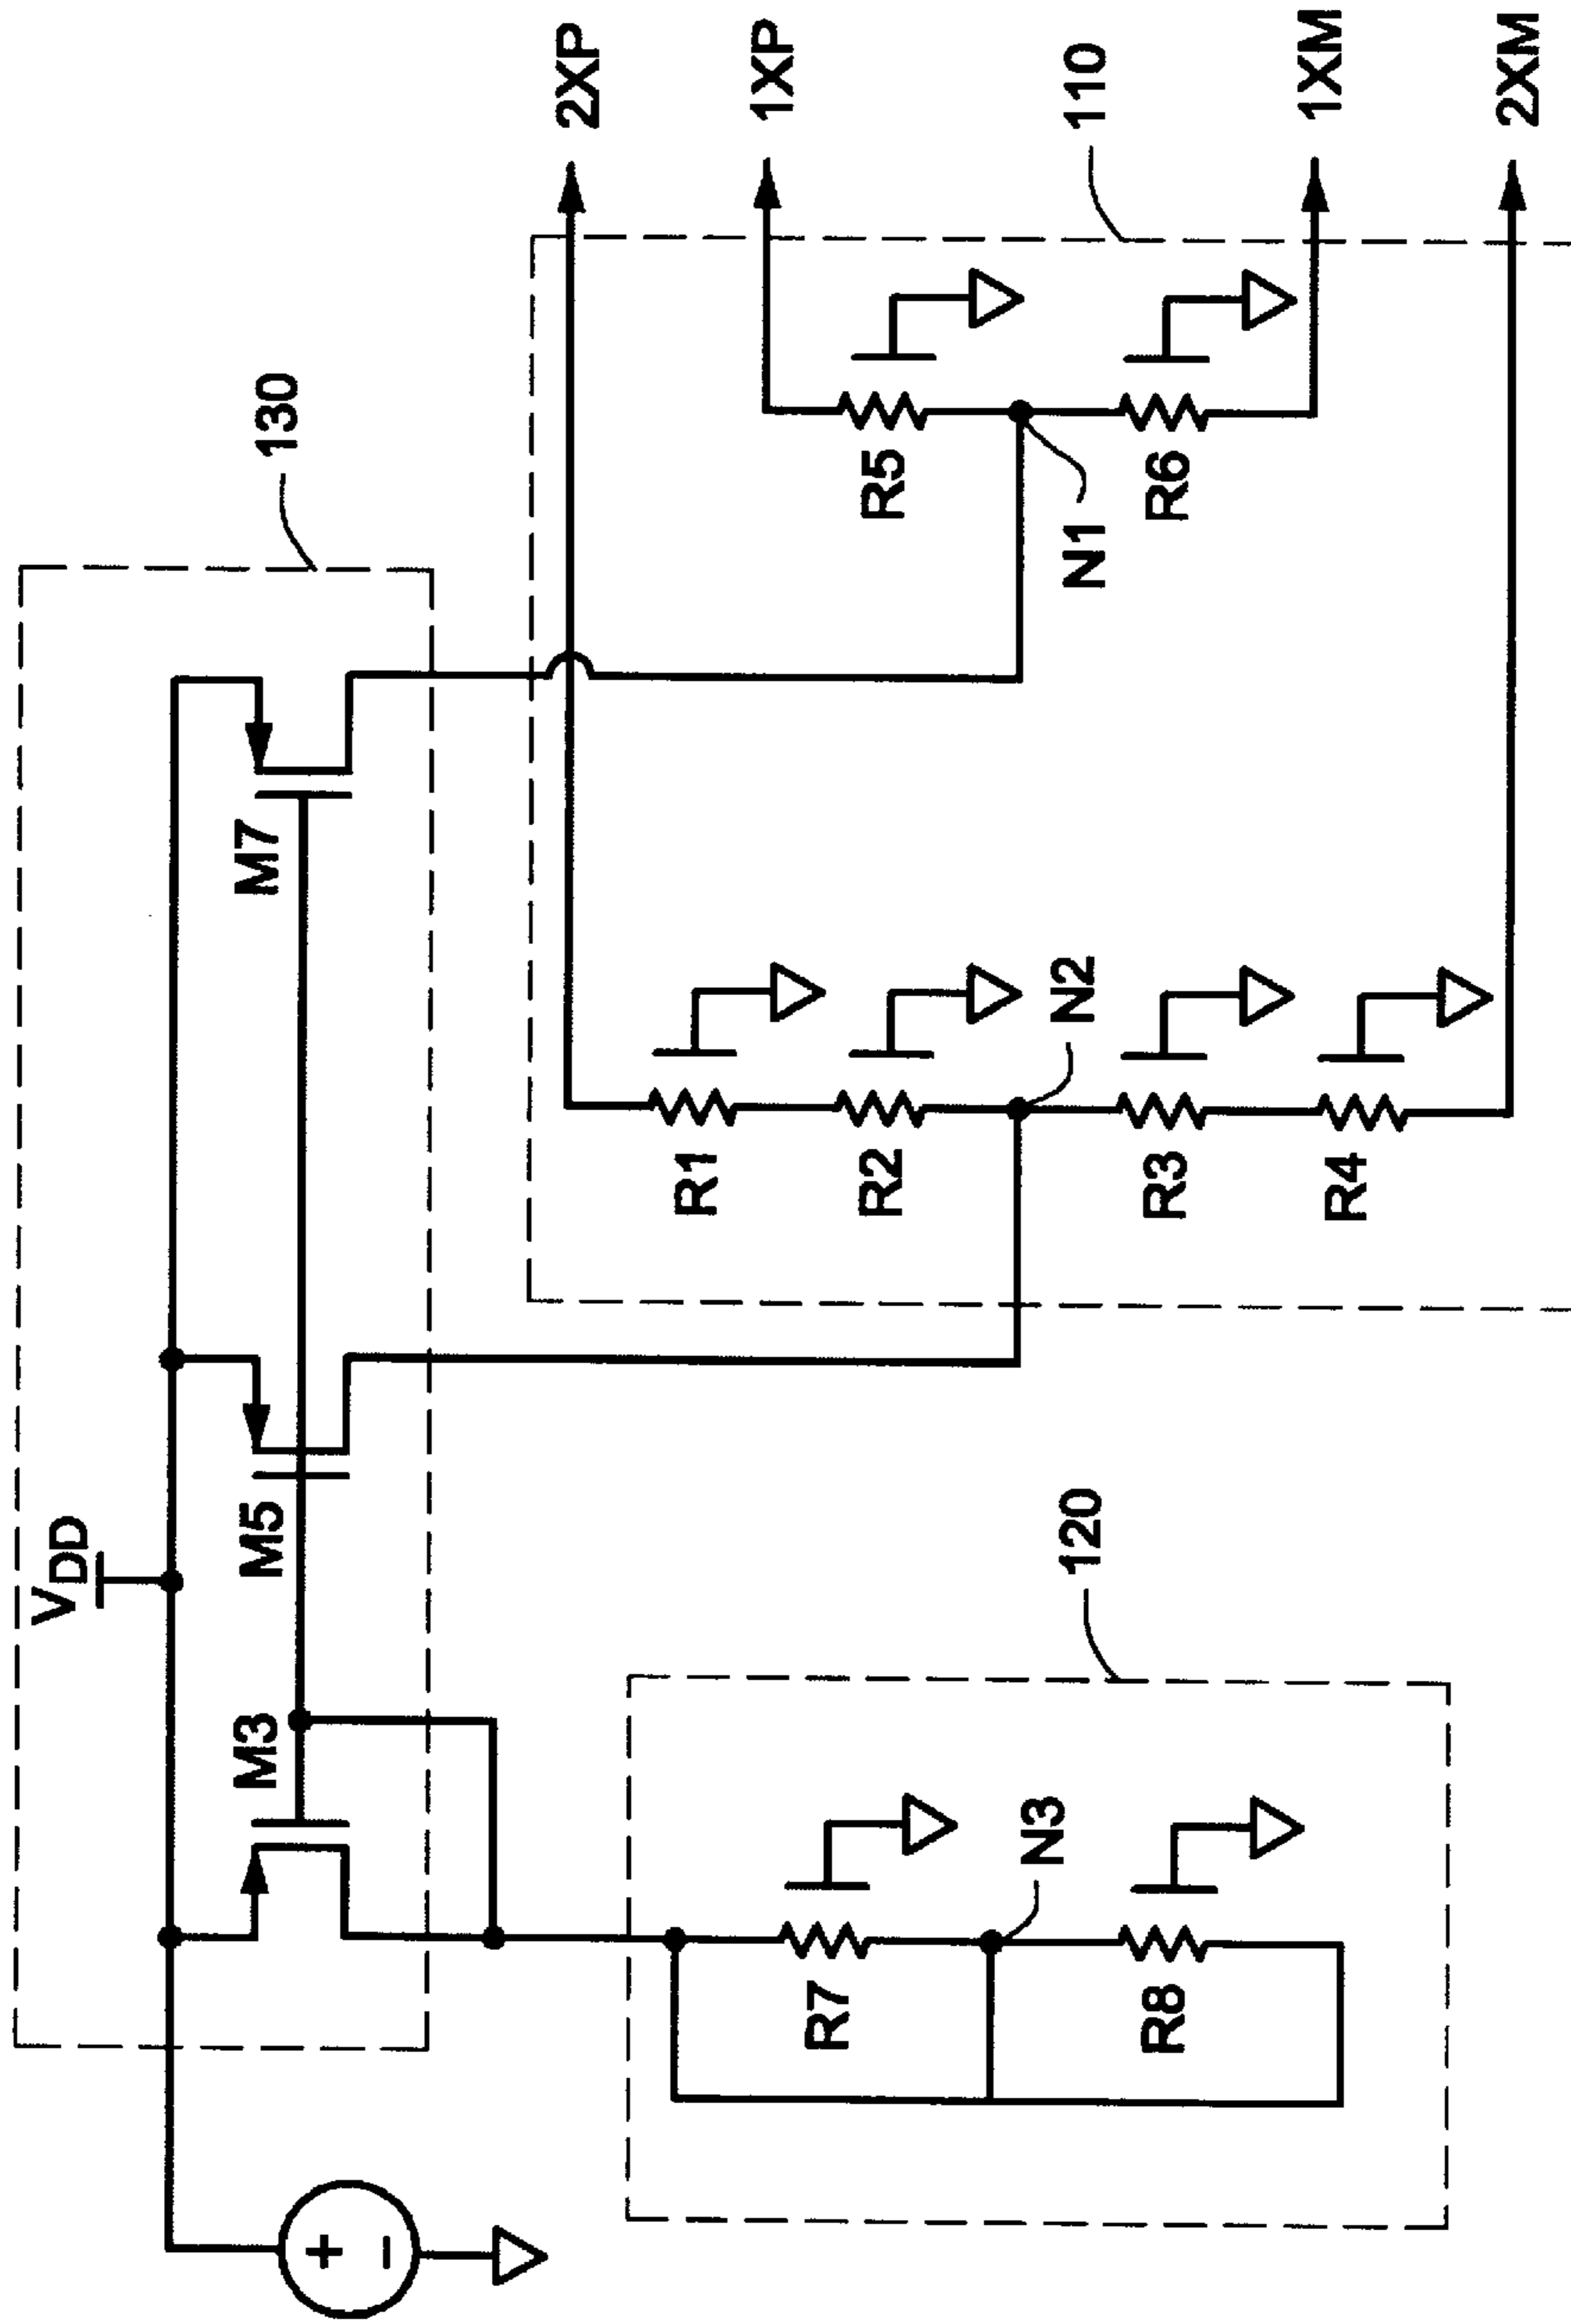 130
VDD
M3
M5
M7
2XP
1XP
110
1XM
2XM
R1
R2
N2
R3
R4
R5
N1
R6
120
R7
N3
R8
+
−